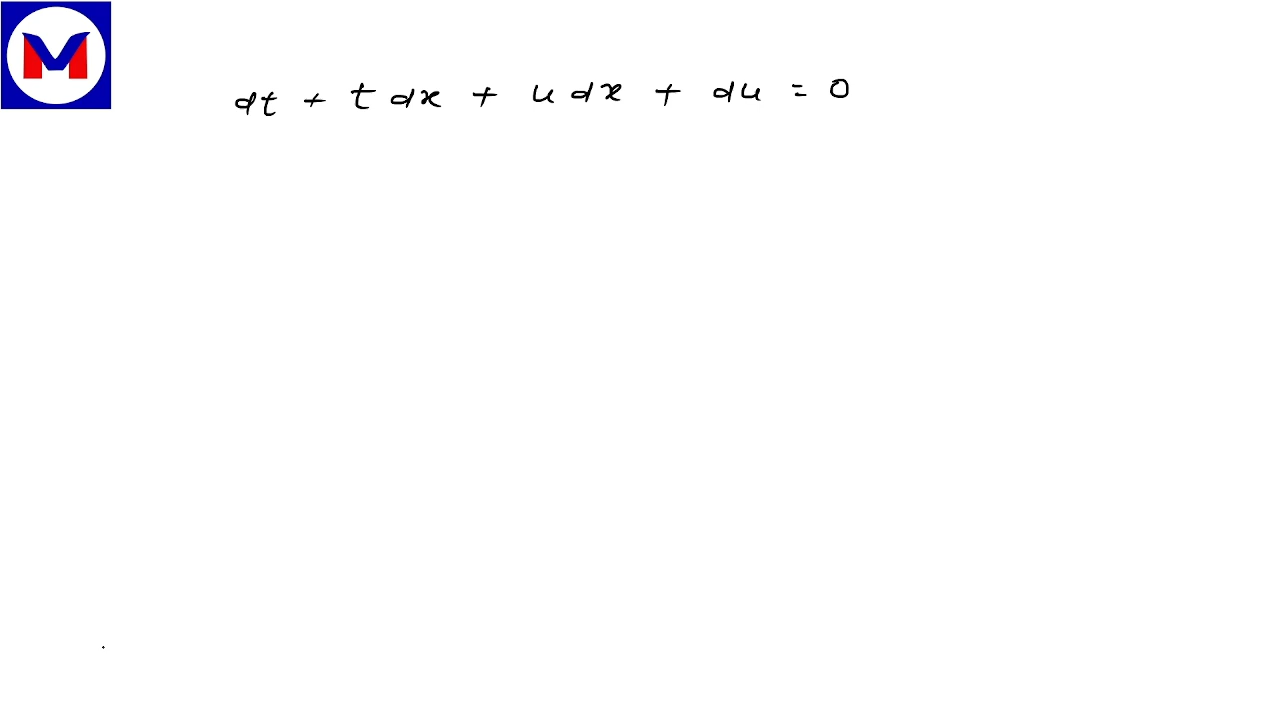 M
dt + t dx + u dx + du = 0